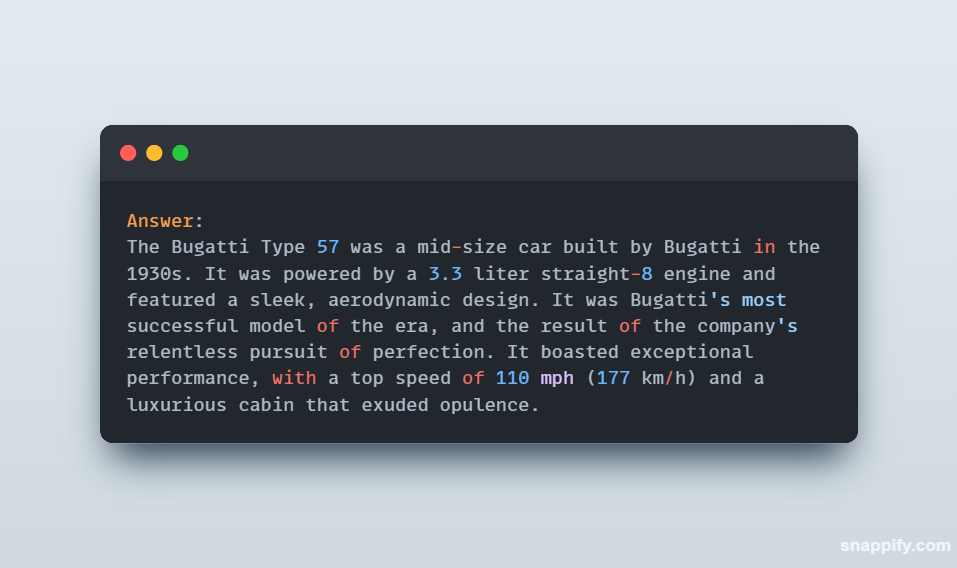 Answer:
The Bugatti Type 57 was a mid-size car built by Bugatti in the
1930s. It was powered by a 3.3 liter straight-8 engine and
featured a sleek, aerodynamic design. It was Bugatti's most
successful model of the era, and the result of the company's
relentless pursuit of perfection. It boasted exceptional
performance, with a top speed of 110 mph (177 km/h) and a
luxurious cabin that exuded opulence.
snappify.com